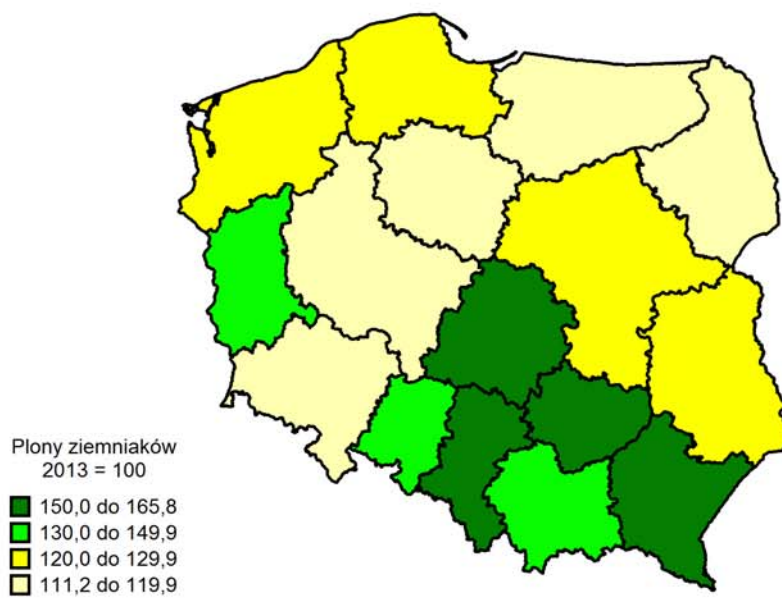 Plony ziemniaków
2013 = 100
150,0 do 165,8
130,0 do 149,9
120,0 do 129,9
111,2 do 119,9